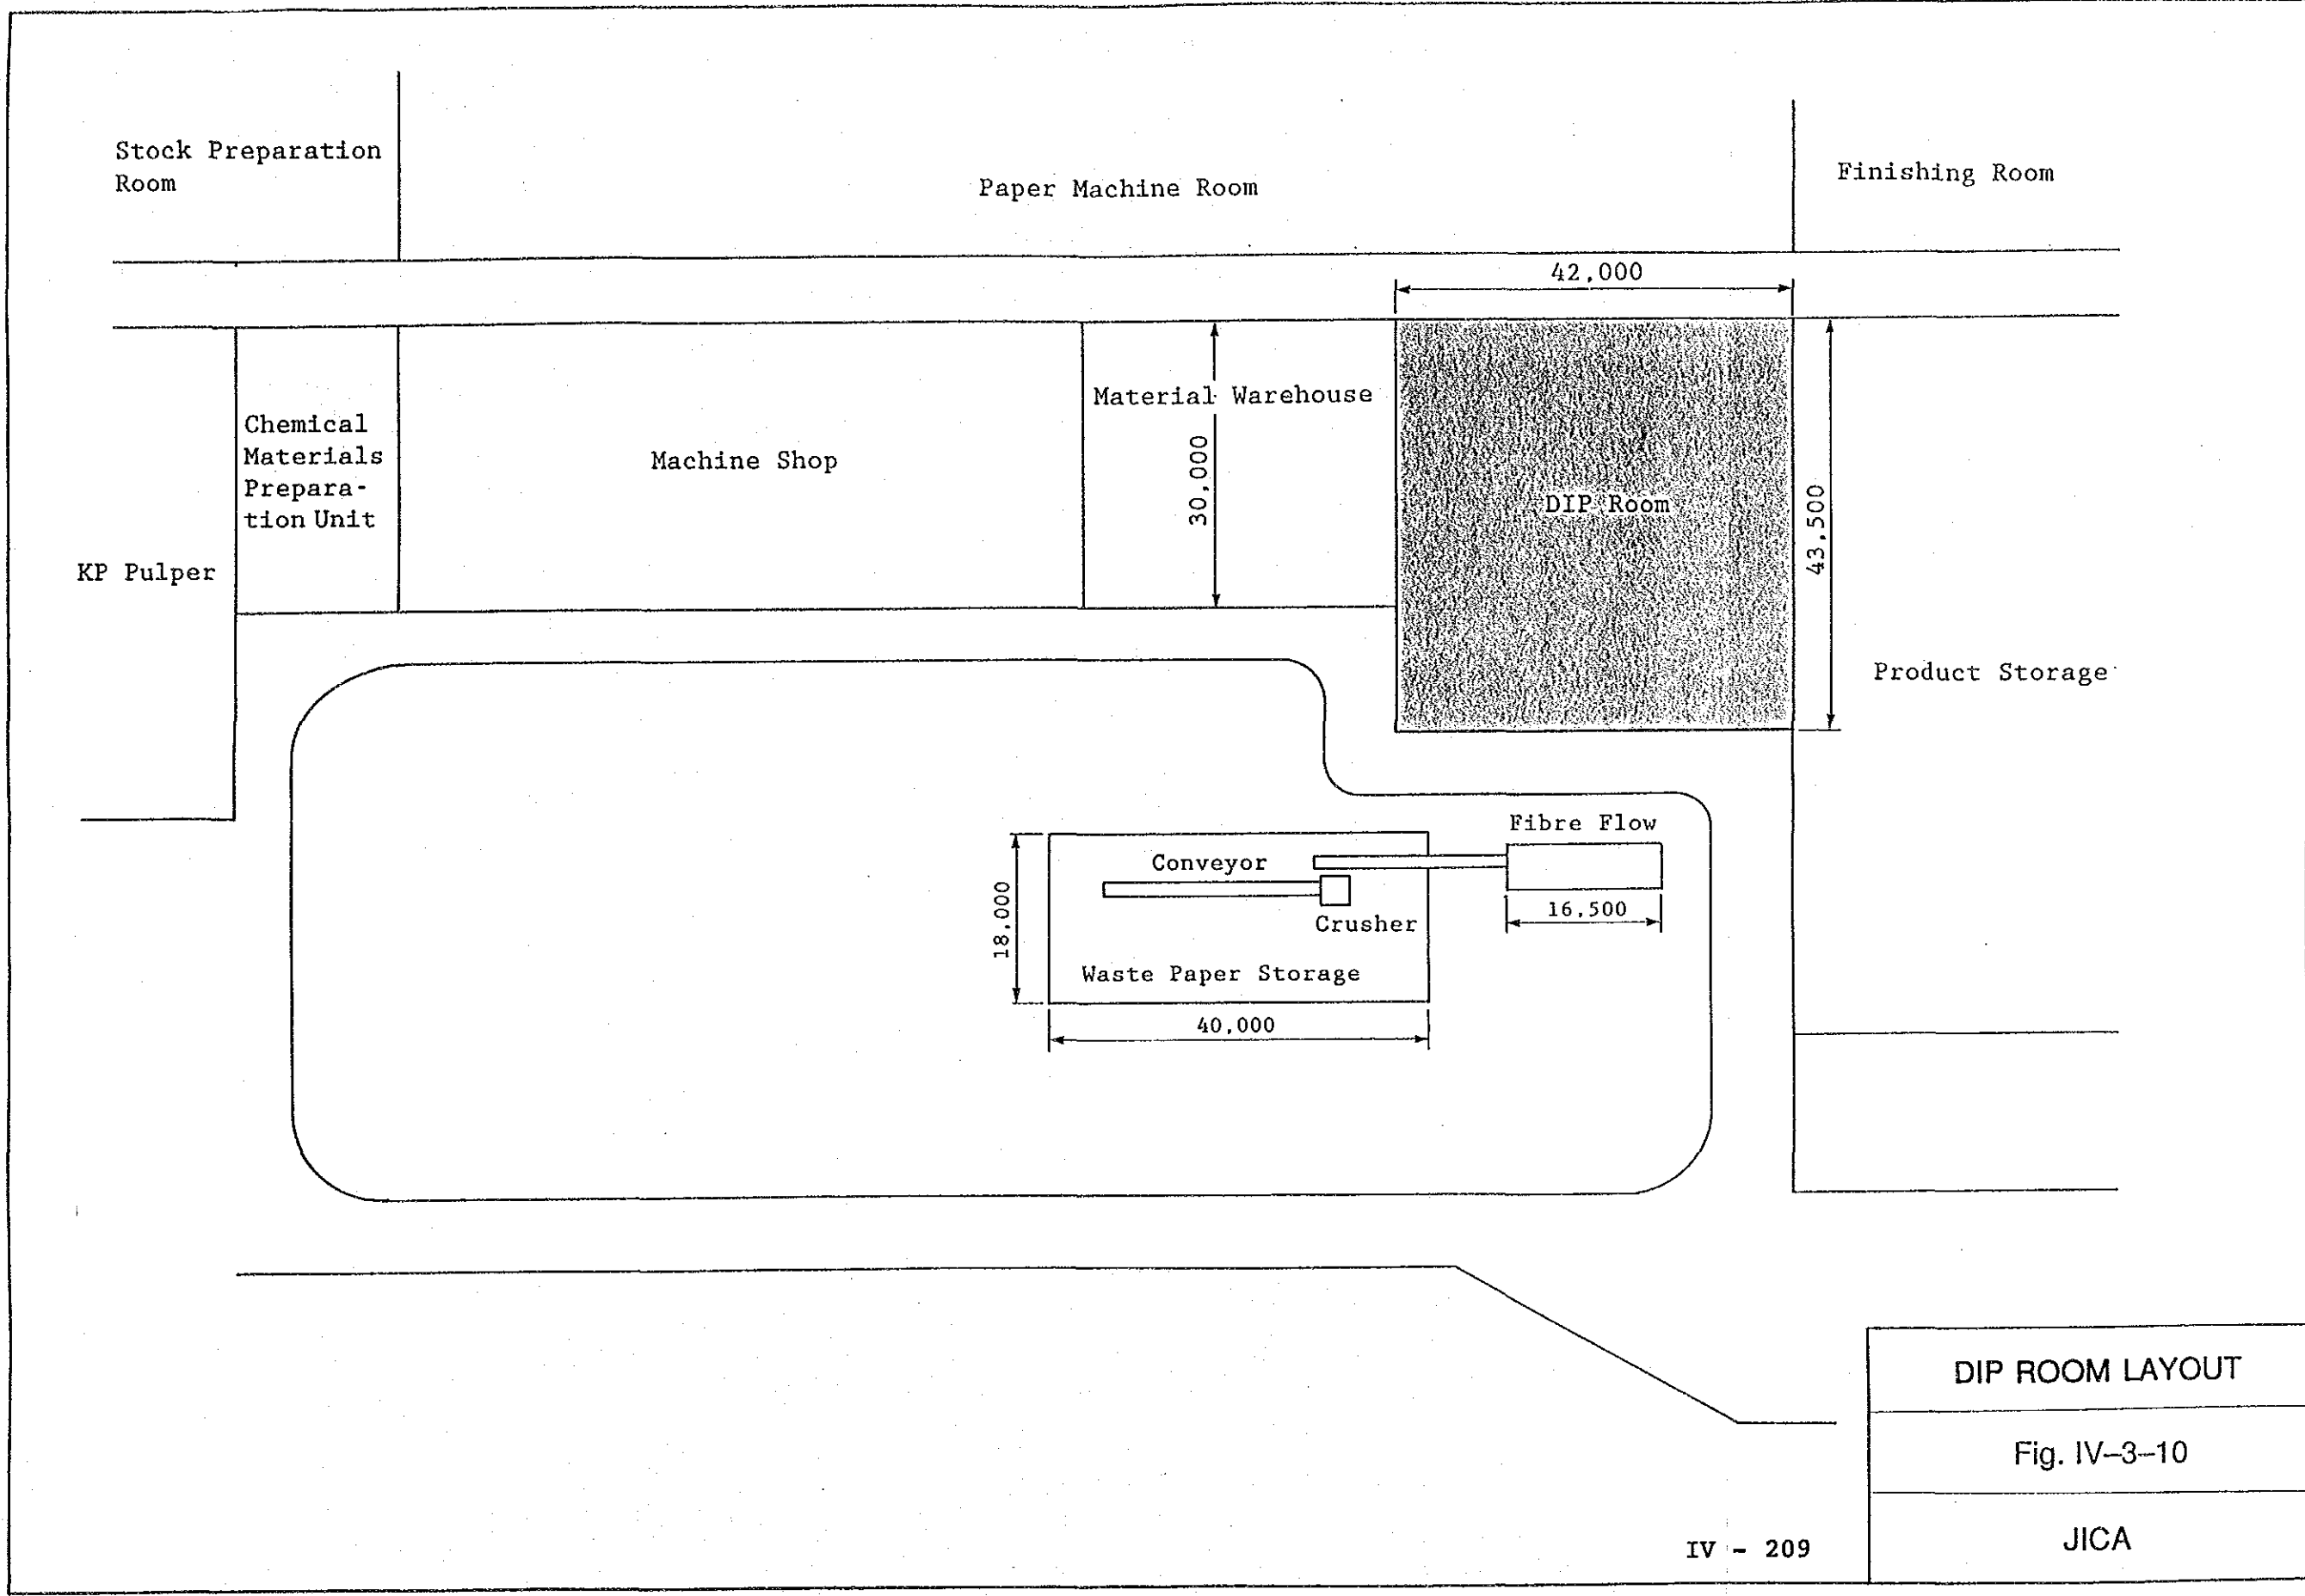 Stock Preparation
Room
Paper Machine Room
Finishing Room
42,000
Chemical
Materials
Prepara-
tion Unit
Machine Shop
Material Warehouse
30,000
DIP Room
43,500
KP Pulper
Product Storage
Fibre Flow
Conveyor
16,500
Crusher
18,000
Waste Paper Storage
40,000
DIP ROOM LAYOUT
Fig. IV-3-10
JICA
IV - 209